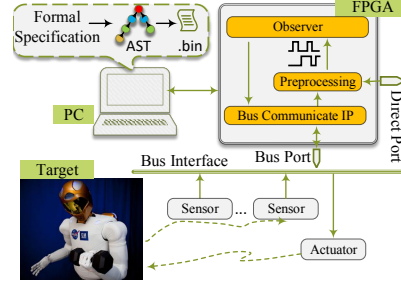 Formal
Specification
AST
.bin
FPGA
Observer
Preprocessing
Bus Communicate IP
PC
Direct Port
Target
Bus Interface
Bus Port
Sensor
...
Sensor
Actuator